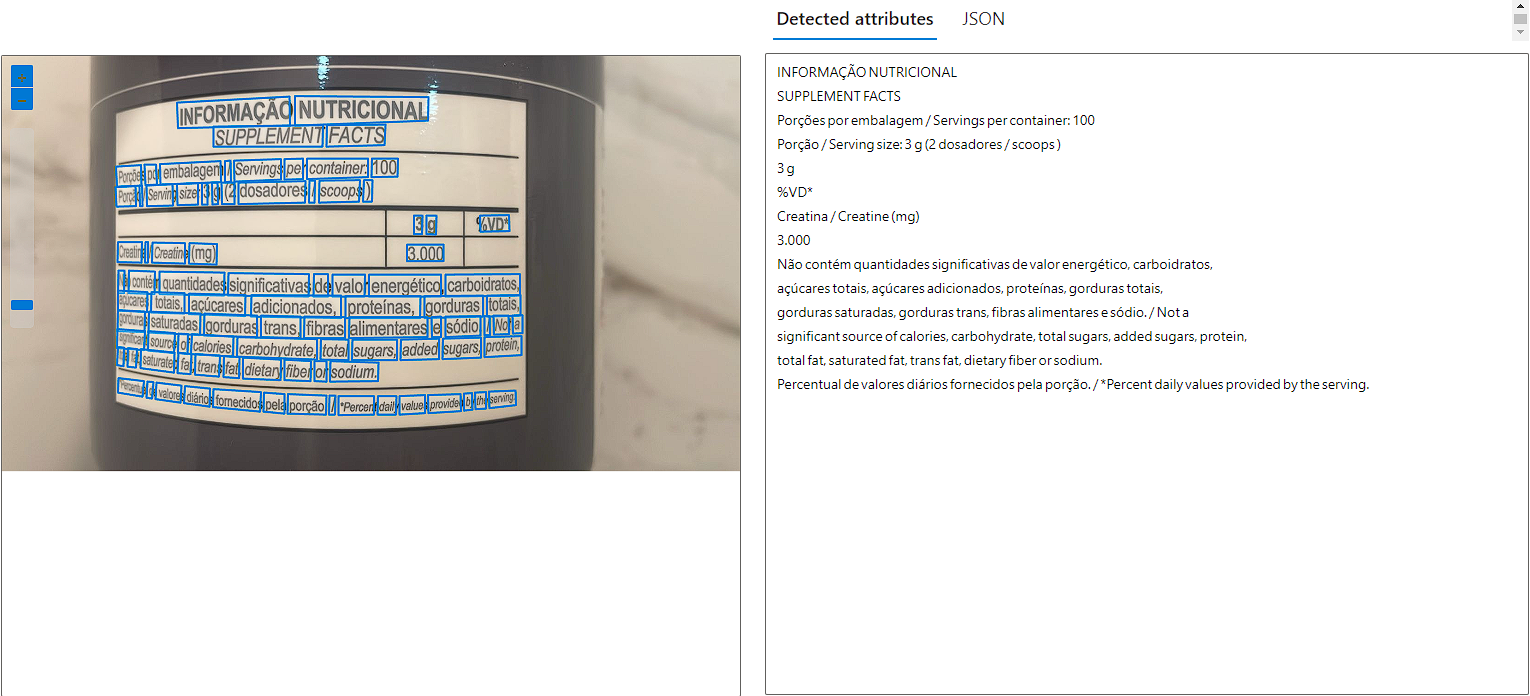 Detected attributes
JSON
INFORMAÇÃO NUTRICIONAL
SUPPLEMENT FACTS
Porções por embalagem / Servings per container: 100
Porção / Serving size: 3 g (2 dosadores / scoops )
3 g %VD*
Creatina / Creatine (mg) 3.000
Não contém quantidades significativas de valor energético, carboidratos,
açúcares totais, açúcares adicionados, proteínas, gorduras totais,
gorduras saturadas, gorduras trans, fibras alimentares e sódio. / Not a
significant source of calories, carbohydrate, total sugars, added sugars, protein,
total fat, saturated fat, trans fat, dietary fiber or sodium.
*Percentual de valores diários fornecidos pela porção. / *Percent daily values provided by the serving.
INFORMAÇÃO NUTRICIONAL
SUPPLEMENT FACTS
Porções por embalagem / Servings per container: 100
Porção / Serving size: 3 g (2 dosadores / scoops )
3 g
%VD*
Creatina / Creatine (mg)
3.000
Não contém quantidades significativas de valor energético, carboidratos,
açúcares totais, açúcares adicionados, proteínas, gorduras totais,
gorduras saturadas, gorduras trans, fibras alimentares e sódio. / Not a
significant source of calories, carbohydrate, total sugars, added sugars, protein,
total fat, saturated fat, trans fat, dietary fiber or sodium.
Percentual de valores diários fornecidos pela porção. / *Percent daily values provided by the serving.